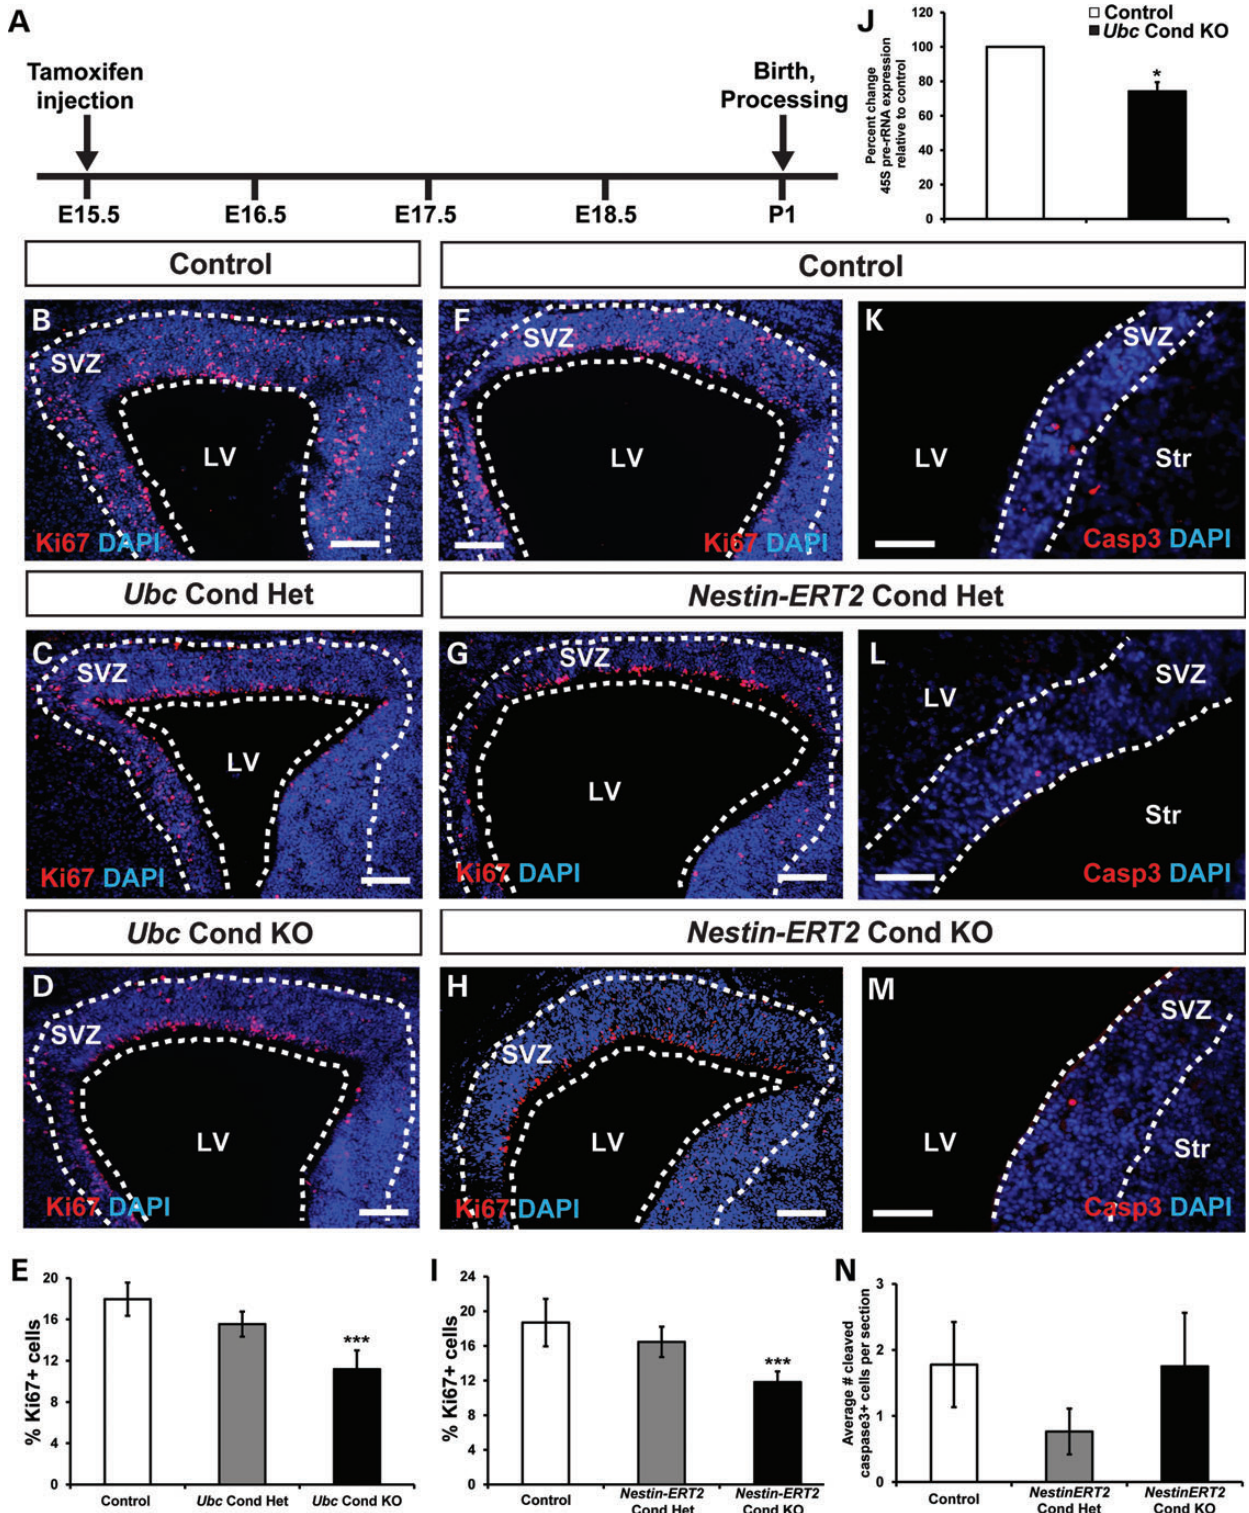 A
Tamoxifen
injection
Birth,
Processing
E15.5
E16.5
E17.5
E18.5
P1
J
Control
Ubc Cond KO
Percent change
45S pre-rRNA expression
relative to control
120
100
80
60
40
20
0
*
Control
Control
B
SVZ
LV
Ki67 DAPI
F
SVZ
LV
Ki67 DAPI
K
SVZ
LV
Str
Casp3 DAPI
Ubc Cond Het
Nestin-ERT2 Cond Het
C
SVZ
LV
Ki67 DAPI
G
SVZ
LV
Ki67 DAPI
L
SVZ
LV
Str
Casp3 DAPI
Ubc Cond KO
Nestin-ERT2 Cond KO
D
SVZ
LV
Ki67 DAPI
H
SVZ
LV
Ki67 DAPI
M
SVZ
LV
Str
Casp3 DAPI
E
% Ki67+ cells
20
16
12
8
4
0
***
Control
Ubc Cond Het
Ubc Cond KO
I
% Ki67+ cells
24
20
16
12
8
4
0
***
Control
Nestin-ERT2
Cond Het
Nestin-ERT2
Cond KO
N
Average # cleaved
caspase3+ cells per section
3
2
1
0
Control
NestinERT2
Cond Het
NestinERT2
Cond KO